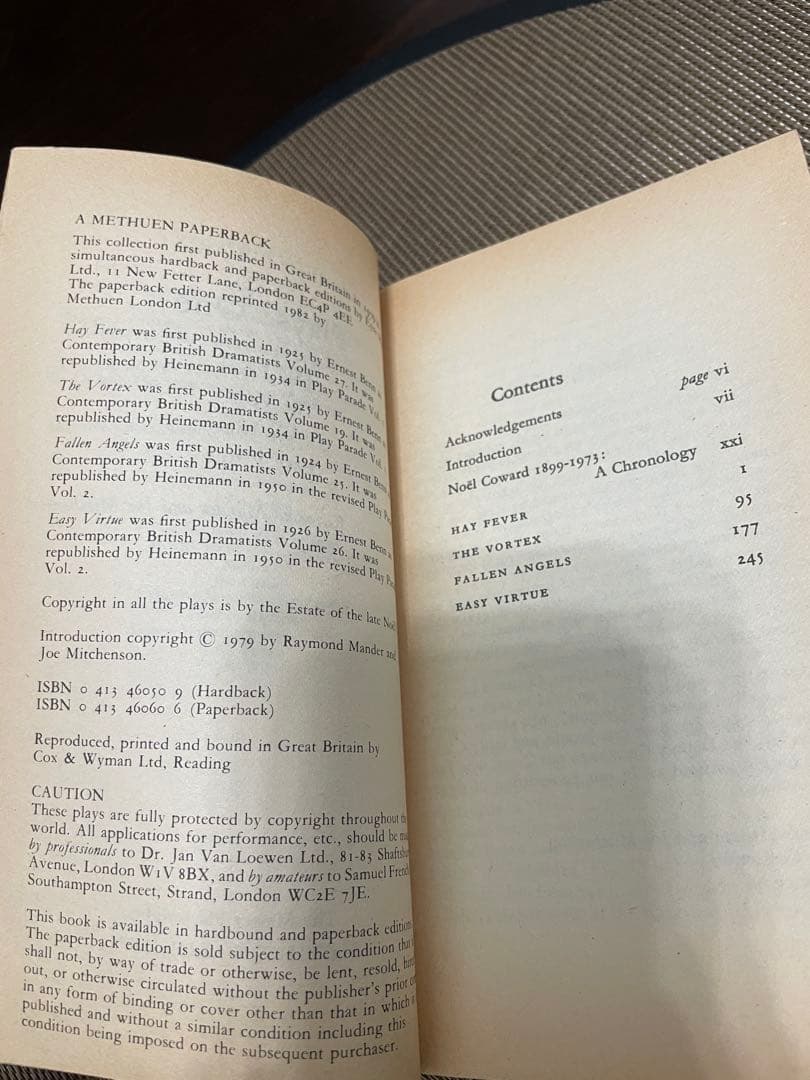 A METHUEN PAPERBACK
This collection first published in Great Britain in 1979
simultaneous hardback and paperback editions by
Ltd., 11 New Fetter Lane, London EC4P 4EE
The paperback edition reprinted 1982 by
Methuen London Ltd
Hay Fever was first published in 1925 by Ernest Benn
Contemporary British Dramatists Volume 27. It was
republished by Heinemann in 1934 in Play Parade Vol.
The Vortex was first published in 1925 by Ernest Benn
Contemporary British Dramatists Volume 19. It was
republished by Heinemann in 1934 in Play Parade Vol.
Fallen Angels was first published in 1924 by Ernest Benn
Contemporary British Dramatists Volume 25. It was
republished by Heinemann in 1950 in the revised Play
Vol. 2.
Easy Virtue was first published in 1926 by Ernest Benn
Contemporary British Dramatists Volume 26. It was
republished by Heinemann in 1950 in the revised Play
Vol. 2.
Copyright in all the plays is by the Estate of the late
Introduction copyright © 1979 by Raymond Mander and
Joe Mitchenson.
ISBN 0 413 46050 9 (Hardback)
ISBN 0 413 46060 6 (Paperback)
Reproduced, printed and bound in Great Britain by
Cox & Wyman Ltd, Reading
CAUTION
These plays are fully protected by copyright throughout
world. All applications for performance, etc., should be
by professionals to Dr. Jan Van Loewen Ltd., 81-83
Avenue, London W1V 8BX, and by amateurs to Samuel
Southampton Street, Strand, London WC2E 7JE.
This book is available in hardbound and paperback
The paperback edition is sold subject to the condition
shall not, by way of trade or otherwise, be lent, resold,
out, or otherwise circulated without the publisher's prior
in any form of binding or cover other than that in which
published and without a similar condition including this
condition being imposed on the subsequent purchaser.
Contents
Acknowledgements page vi
Introduction vii
Noël Coward 1899-1973:
A Chronology xxi
HAY FEVER 1
THE VORTEX 95
FALLEN ANGELS 177
EASY VIRTUE 245